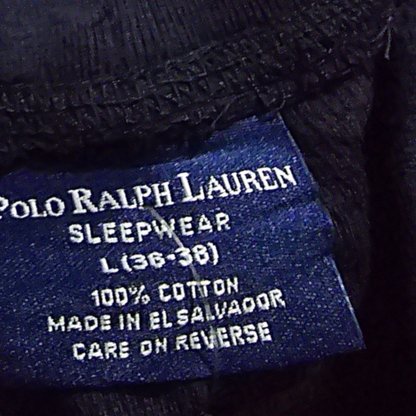 POLO RALPH LAUREN
SLEEPWEAR
L (36-38)
100% COTTON
MADE IN EL SALVADOR
CARE ON REVERSE